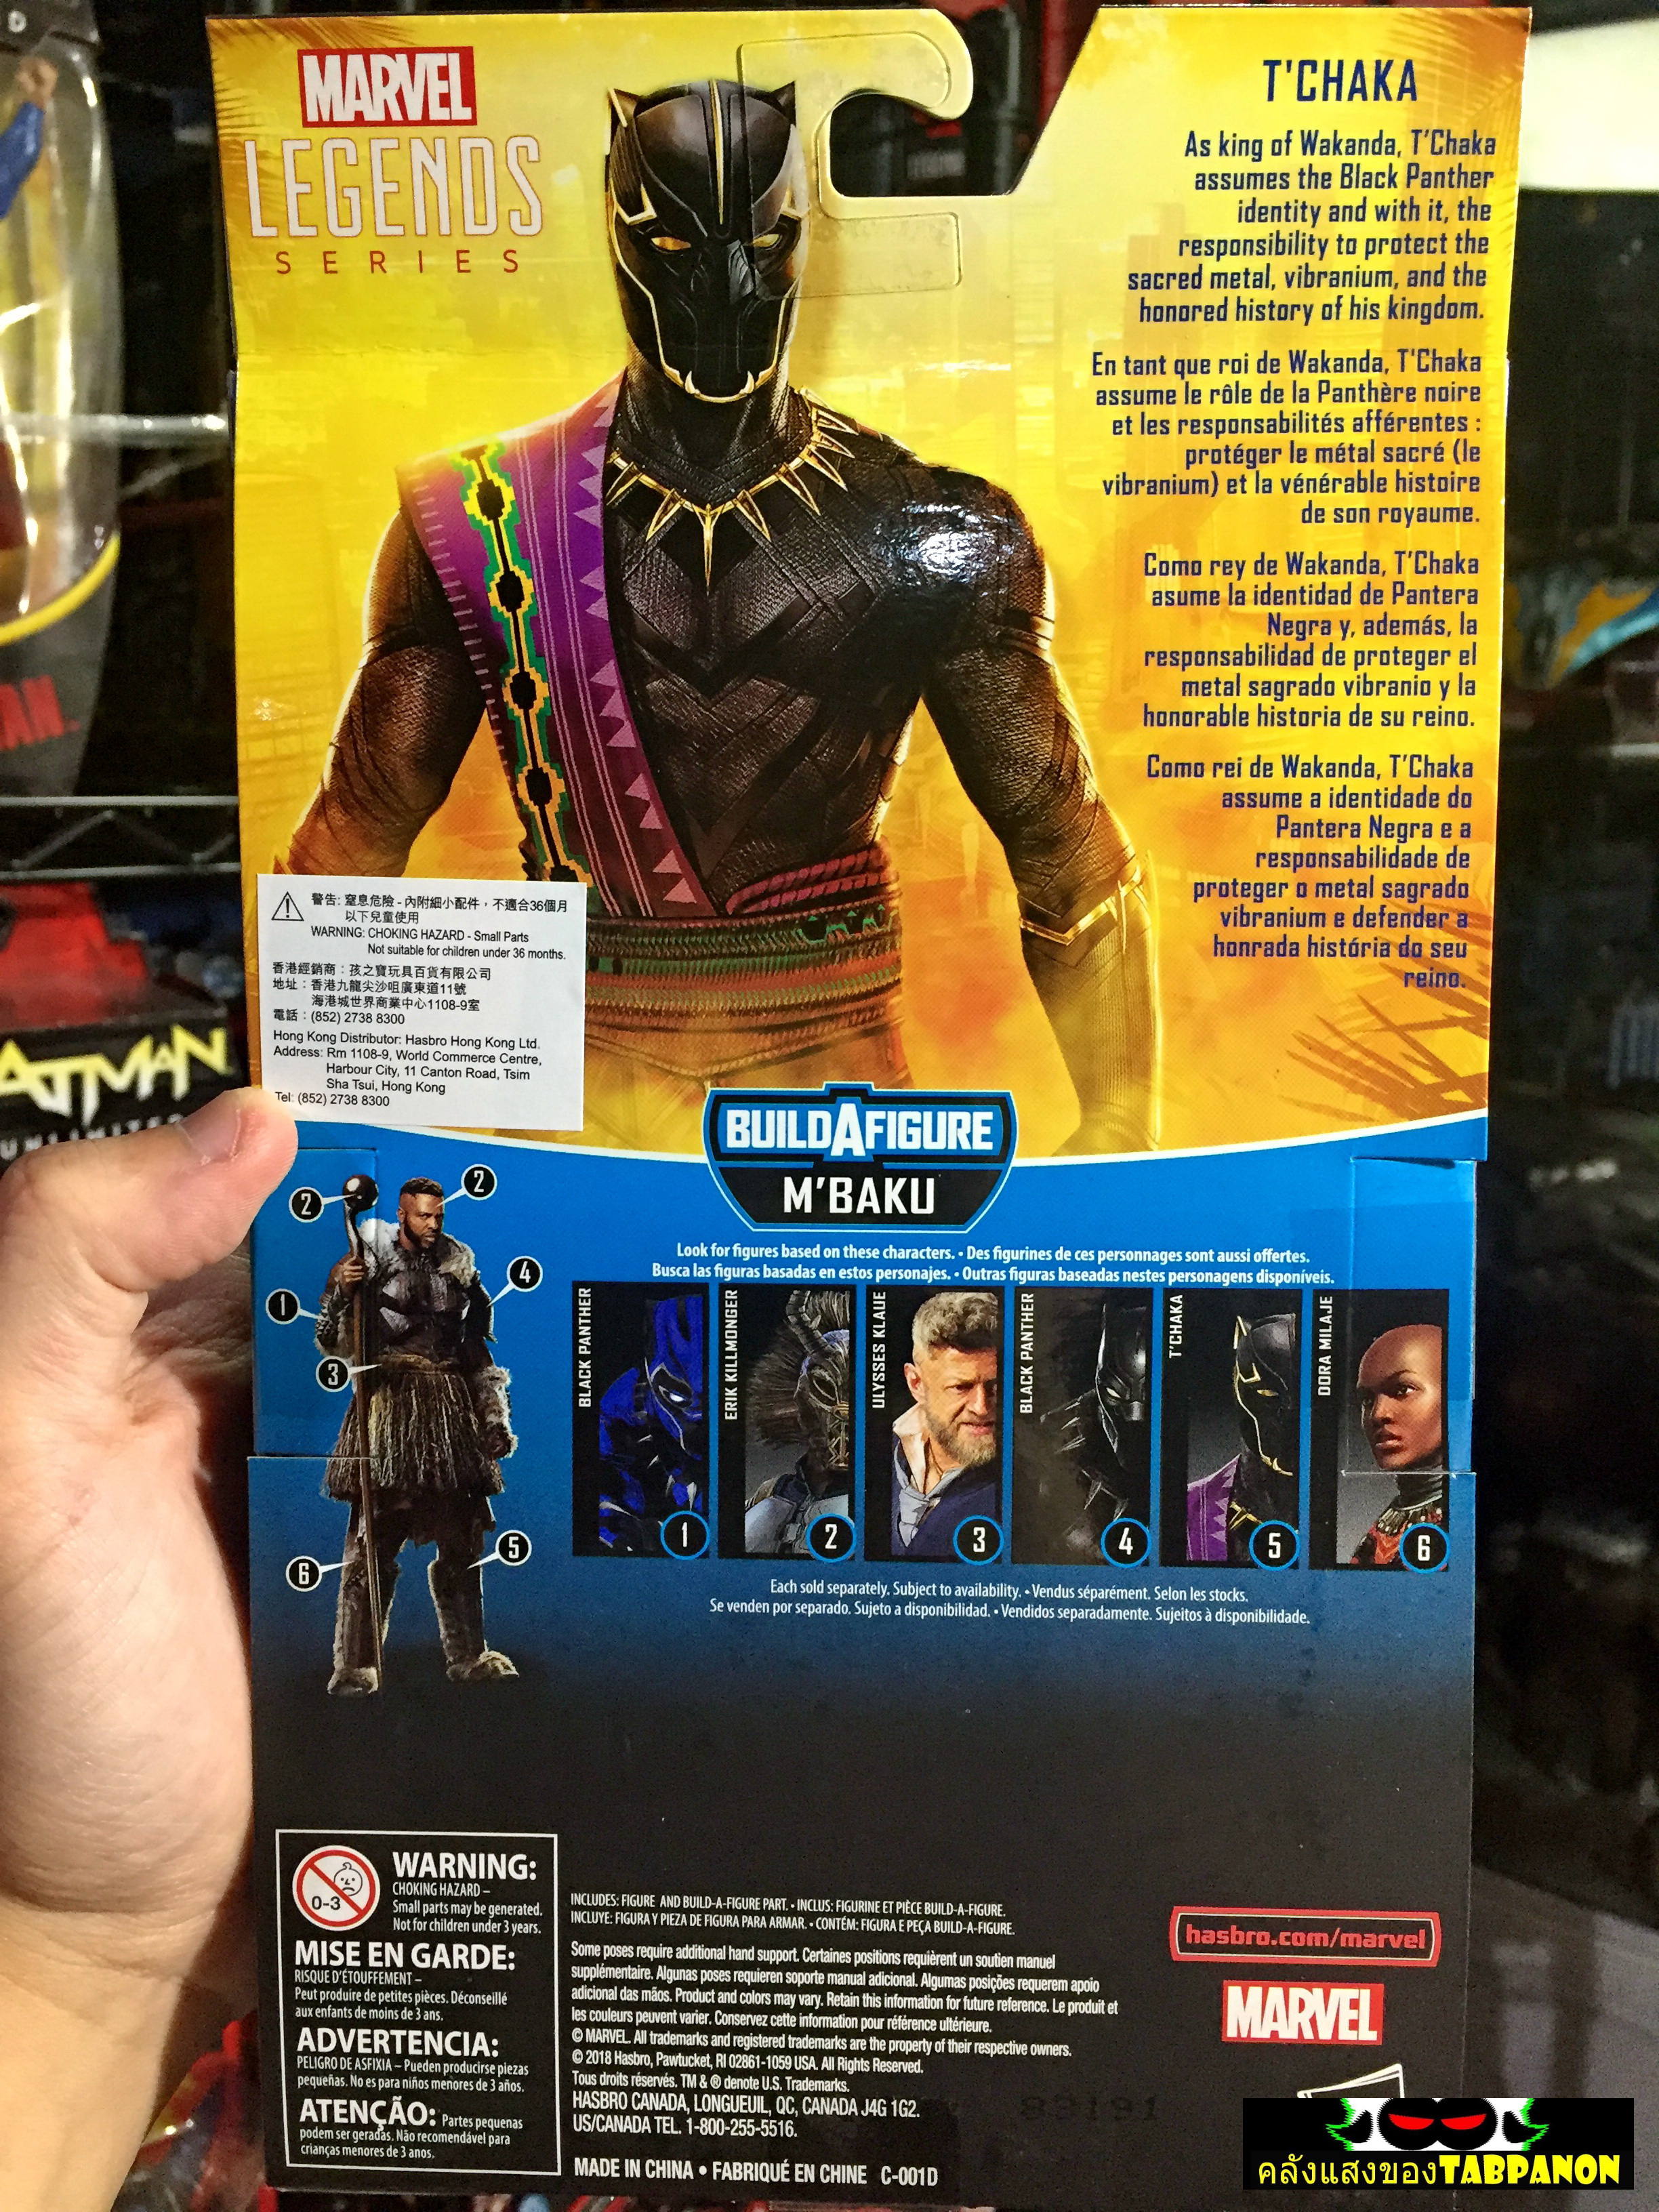 MARVEL
LEGENDS
SERIES
T'CHAKA
As king of Wakanda, T'Chaka
assumes the Black Panther
identity and with it, the
responsibility to protect the
sacred metal, vibranium, and the
honored history of his kingdom.
En tant que roi de Wakanda, T'Chaka
assume le rôle de la Panthère noire
et les responsabilités afférentes :
protéger le métal sacré (le
vibranium) et la vénérable histoire
de son royaume.
Como rey de Wakanda, T'Chaka
asume la identidad de Pantera
Negra y, además, la
responsabilidad de proteger el
metal sagrado vibranio y la
honorable historia de su reino.
Como rei de Wakanda, T'Chaka
assume a identidade do
Pantera Negra e a
responsabilidade de
proteger o metal sagrado
vibranium e defender a
honrada história do seu
reino.
警告: 窒息危險 - 內附細小配件，不適合36個月
以下兒童使用
WARNING: CHOKING HAZARD - Small Parts
Not suitable for children under 36 months.
香港經銷商：孩之寶玩具百貨有限公司
地址：香港九龍尖沙咀廣東道11號
海港城世界商業中心1108-9室
電話：(852) 2738 8300
Hong Kong Distributor: Hasbro Hong Kong Ltd.
Address: Rm 1108-9, World Commerce Centre,
Harbour City, 11 Canton Road, Tsim
Sha Tsui, Hong Kong
Tel: (852) 2738 8300
ATMAN
UNLIMITED
AN.
BUILD A FIGURE
M'BAKU
2
2
4
1
3
5
6
Look for figures based on these characters. • Des figurines de ces personnages sont aussi offertes.
Busca las figuras basadas en estos personajes. • Outras figuras baseadas nestes personagens disponíveis.
BLACK PANTHER
1
ERIK KILLMONGER
2
ULYSSES KLAUE
3
BLACK PANTHER
4
T'CHAKA
5
DORA MILAJE
6
Each sold separately. Subject to availability. • Vendus séparément. Selon les stocks.
Se venden por separado. Sujeto a disponibilidad. • Vendidos separadamente. Sujeitos à disponibilidade.
0-3
WARNING:
CHOKING HAZARD –
Small parts may be generated.
Not for children under 3 years.
MISE EN GARDE:
RISQUE D'ÉTOUFFEMENT –
Peut produire de petites pièces. Déconseillé
aux enfants de moins de 3 ans.
ADVERTENCIA:
PELIGRO DE ASFIXIA – Pueden producirse piezas
pequeñas. No es para niños menores de 3 años.
ATENÇÃO: Partes pequenas
podem ser geradas. Não recomendável para
crianças menores de 3 anos.
INCLUDES: FIGURE AND BUILD-A-FIGURE PART. • INCLUS: FIGURINE ET PIÈCE BUILD-A-FIGURE.
INCLUYE: FIGURA Y PIEZA DE FIGURA PARA ARMAR. • CONTÉM: FIGURA E PEÇA BUILD-A-FIGURE.
Some poses require additional hand support. Certaines positions requièrent un soutien manuel
supplémentaire. Algunas poses requieren soporte manual adicional. Algumas posições requerem apoio
adicional das mãos. Product and colors may vary. Retain this information for future reference. Le produit et
les couleurs peuvent varier. Conservez cette information pour référence ultérieure.
© MARVEL. All trademarks and registered trademarks are the property of their respective owners.
© 2018 Hasbro, Pawtucket, RI 02861-1059 USA. All Rights Reserved.
Tous droits réservés. TM & ® denote U.S. Trademarks.
HASBRO CANADA, LONGUEUIL, QC, CANADA J4G 1G2.
US/CANADA TEL. 1-800-255-5516.
MADE IN CHINA • FABRIQUÉ EN CHINE C-001D
hasbro.com/marvel
MARVEL
คลังแสงของTABPANON